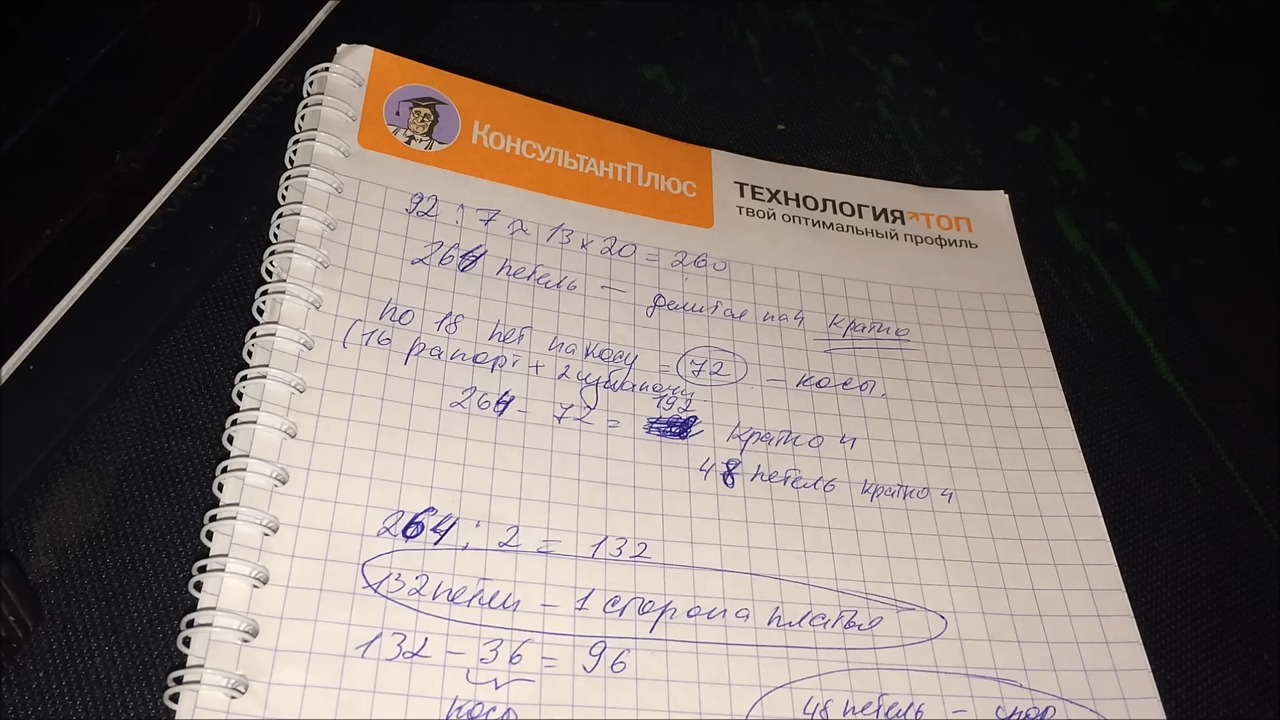 КонсультантПлюс
ТЕХНОЛОГИЯ ТОП
твой оптимальный профиль
92 : 7 ≈ 13 × 20 = 260
264 петель — делится на 4 кратно
по 18 пет на косу = 72 — косы.
(16 рапорт + 2
264 - 72 = 192 кратно 4
48 петель кратно 4
264 : 2 = 132
132 петли - 1 сторона платья
132 - 36 = 96
косы
48 петель -